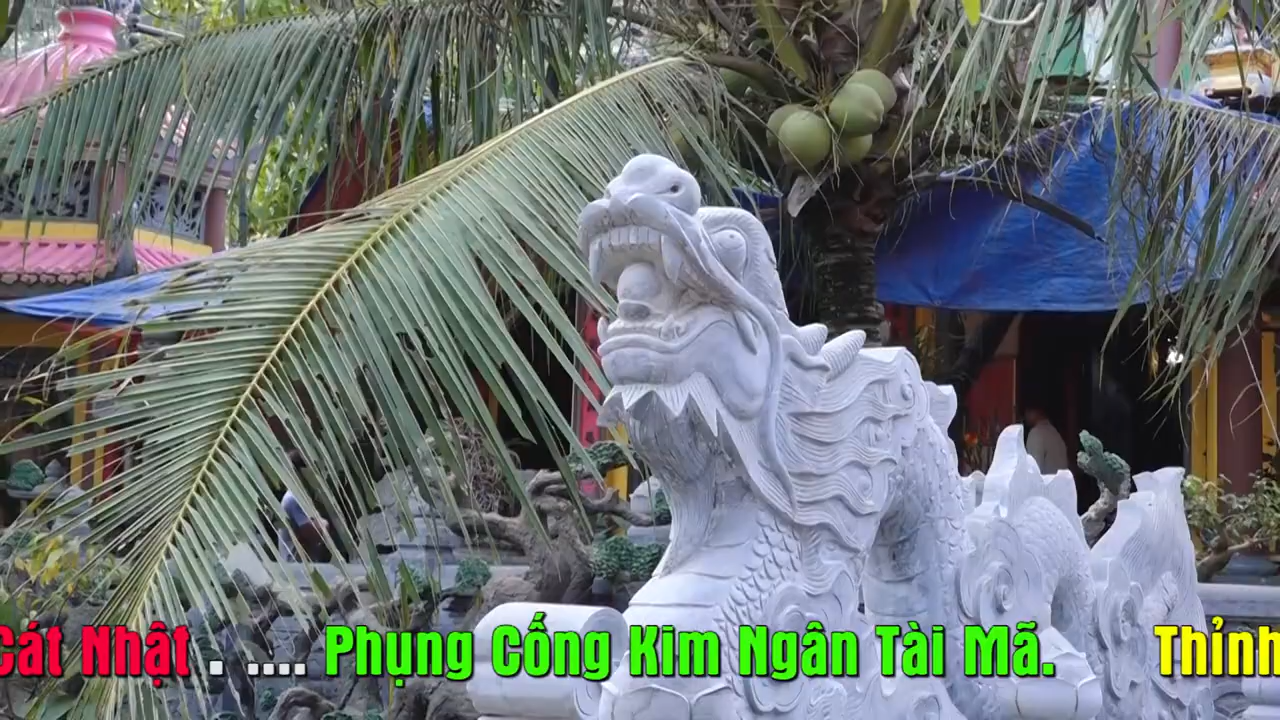 Cát Nhật . .... Phụng Cống Kim Ngân Tài Mã. Thỉnh